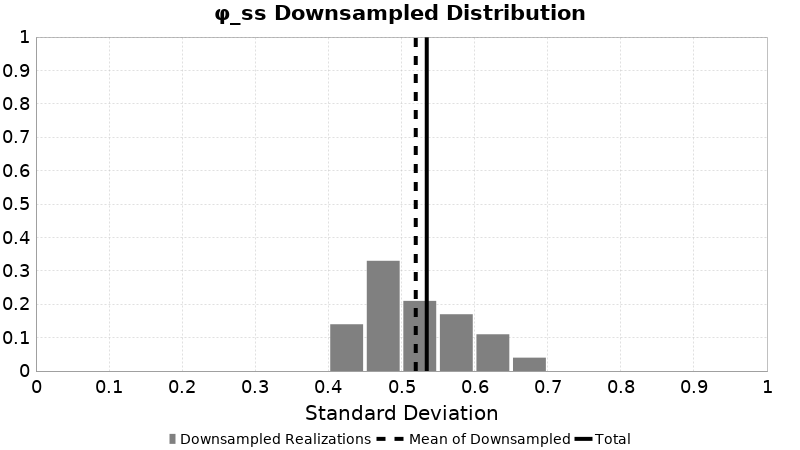 φ_ss Downsampled Distribution
1
0.9
0.8
0.7
0.6
0.5
0.4
0.3
0.2
0.1
0
0 0.1 0.2 0.3 0.4 0.5 0.6 0.7 0.8 0.9 1
Standard Deviation
Downsampled Realizations Mean of Downsampled Total